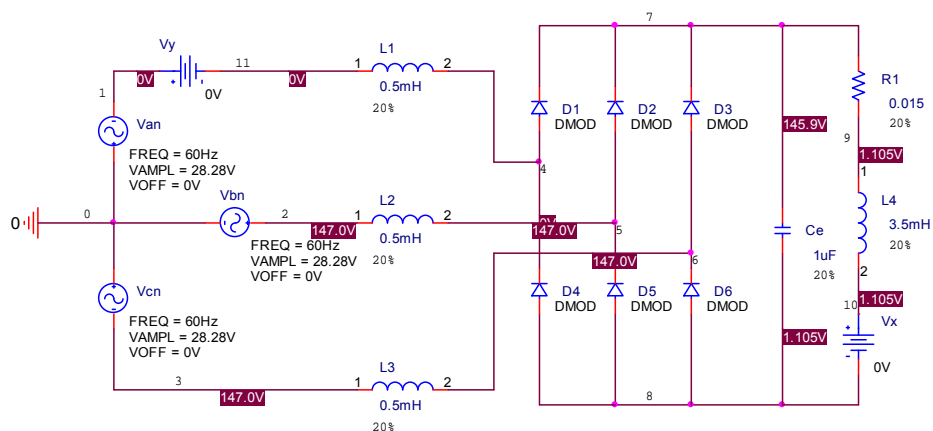 7
Vy
11
0V
0V
0V
1
L1
1
2
0.5mH
20%
R1
0.015
20%
D1
DMOD
D2
DMOD
D3
DMOD
Van
FREQ = 60Hz
VAMPL = 28.28V
VOFF = 0V
145.9V
9
1.105V
4
1
L4
3.5mH
20%
2
0
0
Vbn
2
147.0V
L2
1
2
0.5mH
20%
0V
147.0V
5
147.0V
6
FREQ = 60Hz
VAMPL = 28.28V
VOFF = 0V
Ce
1uF
20%
Vcn
FREQ = 60Hz
VAMPL = 28.28V
VOFF = 0V
D4
DMOD
D5
DMOD
D6
DMOD
1.105V
1.105V
10
Vx
0V
3
147.0V
L3
1
2
0.5mH
20%
8